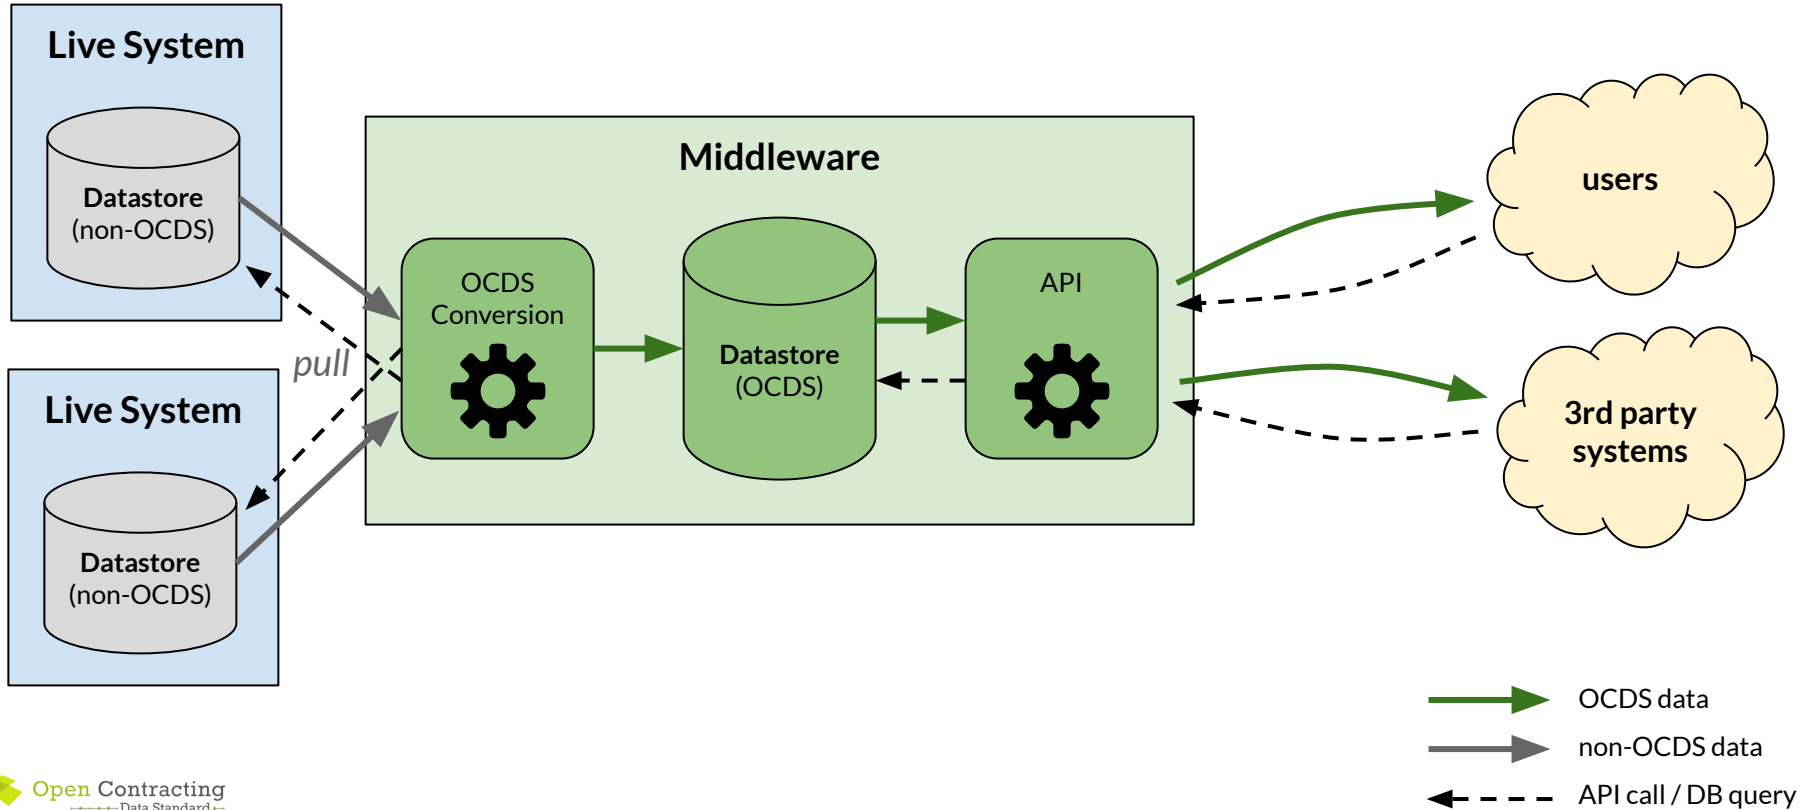 Live System
Datastore
(non-OCDS)
Middleware
OCDS
Conversion
Datastore
(OCDS)
API
users
pull
Live System
Datastore
(non-OCDS)
3rd party
systems
OCDS data
non-OCDS data
API call / DB query
Open Contracting
Data Standard